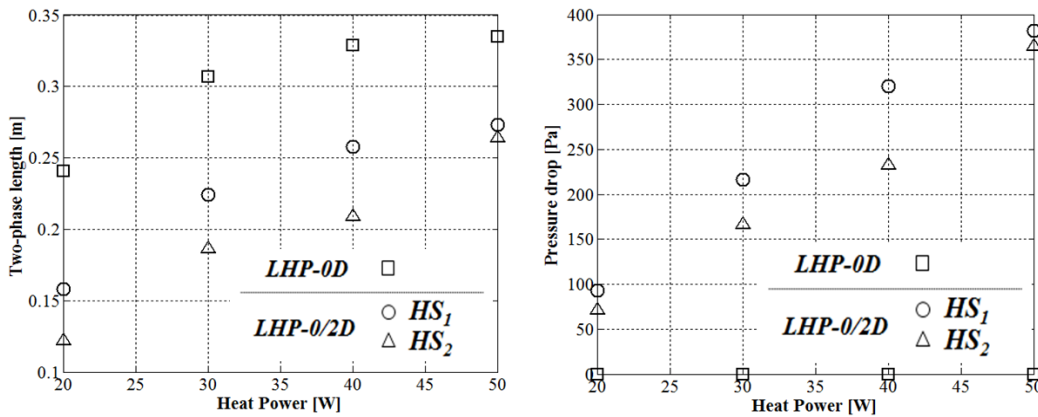 0.35
0.3
0.25
0.2
0.15
0.1
Two-phase length [m]
20 25 30 35 40 45 50
Heat Power [W]
LHP-0D
LHP-0/2D
HS1
HS2
400
350
300
250
200
150
100
50
0
Pressure drop [Pa]
20 25 30 35 40 45 50
Heat Power [W]
LHP-0D
LHP-0/2D
HS1
HS2